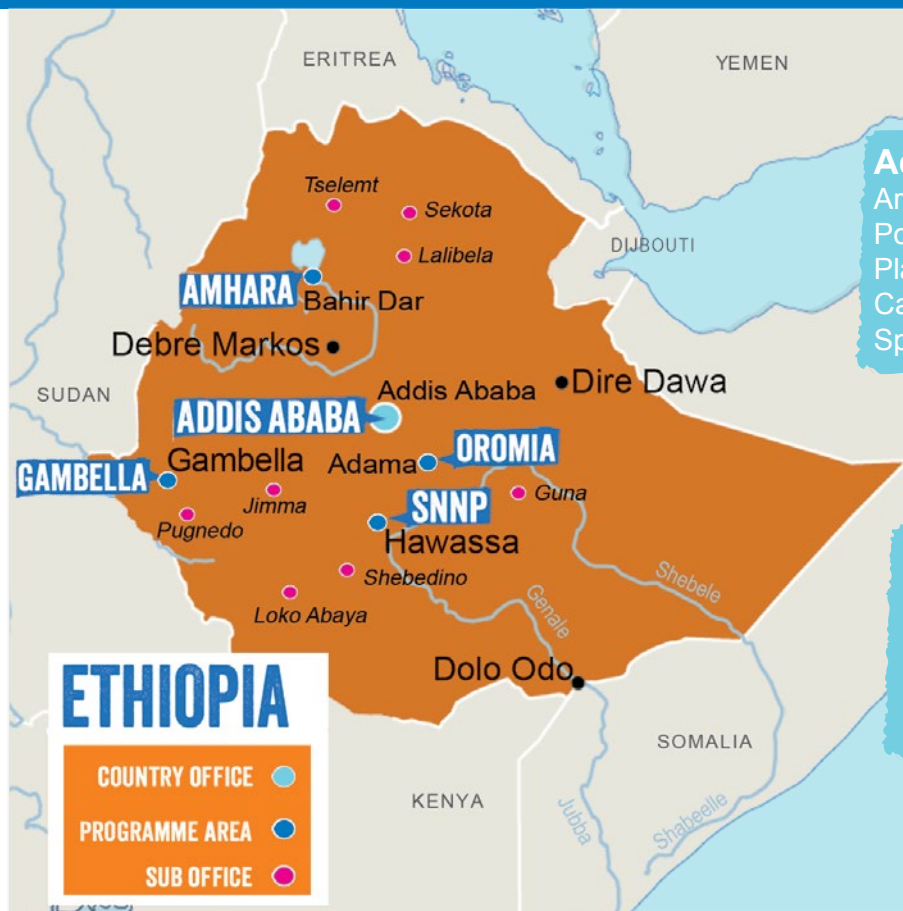 ERITREA
YEMEN
Tselemt
Sekota
Lalibela
DIJBOUTI
AMHARA
Bahir Dar
Debre Markos
SUDAN
Addis Ababa
Dire Dawa
ADDIS ABABA
OROMIA
Adama
Gambella
GAMBELLA
Jimma
Guna
SNNP
Pugnedo
Hawassa
Shebedino
Shebele
Loko Abaya
Genale
Dolo Odo
ETHIOPIA
SOMALIA
COUNTRY OFFICE
KENYA
PROGRAMME AREA
Jubba
Shabeelle
SUB OFFICE